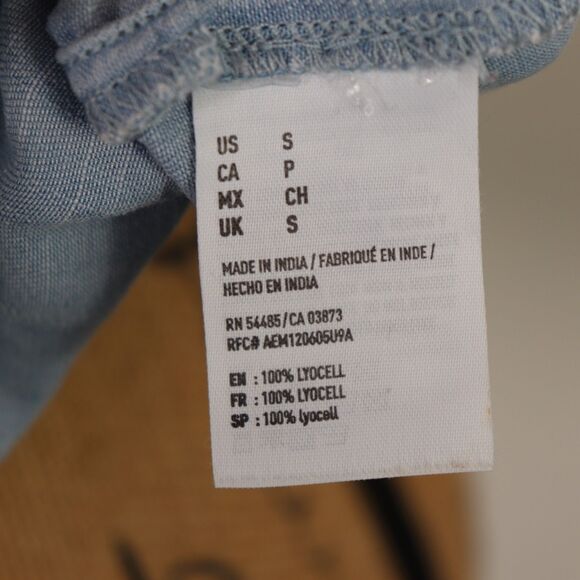 US S
CA P
MX CH
UK S
MADE IN INDIA / FABRIQUÉ EN INDE /
HECHO EN INDIA
RN 54485/CA 03873
RFC# AEM120605U9A
EN : 100% LYOCELL
FR : 100% LYOCELL
SP : 100% lyocell